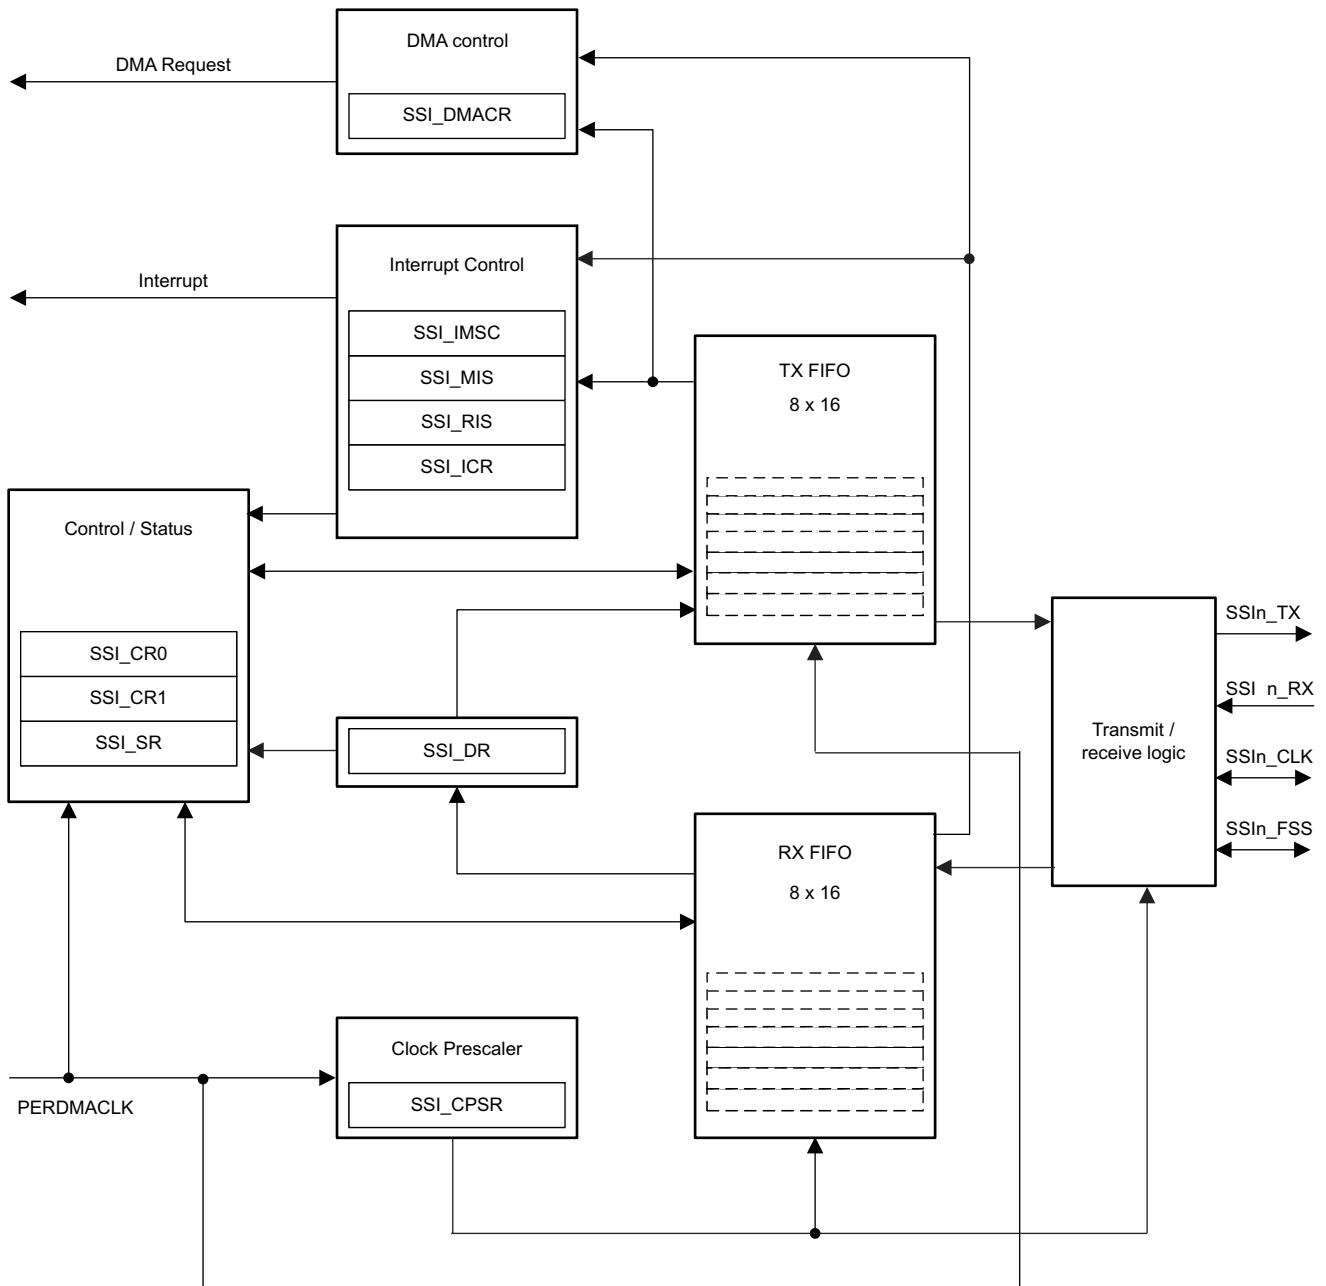 DMA control
DMA Request
SSI_DMACR
Interrupt Control
Interrupt
SSI_IMSC
SSI_MIS
SSI_RIS
SSI_ICR
TX FIFO
8 x 16
Control / Status
SSI_CR0
SSI_CR1
SSI_SR
SSI_DR
Transmit /
receive logic
SSIn_TX
SSI n_RX
SSIn_CLK
SSIn_FSS
RX FIFO
8 x 16
Clock Prescaler
SSI_CPSR
PERDMACLK